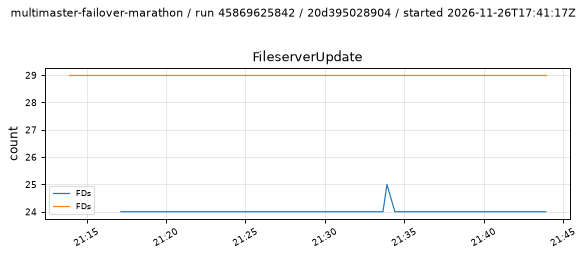 multimaster-failover-marathon / run 45869625842 / 20d395028904 / started 2026-11-26T17:41:17Z
FileserverUpdate
count
29
28
27
26
25
24
FDs
FDs
21:15
21:20
21:25
21:30
21:35
21:40
21:45